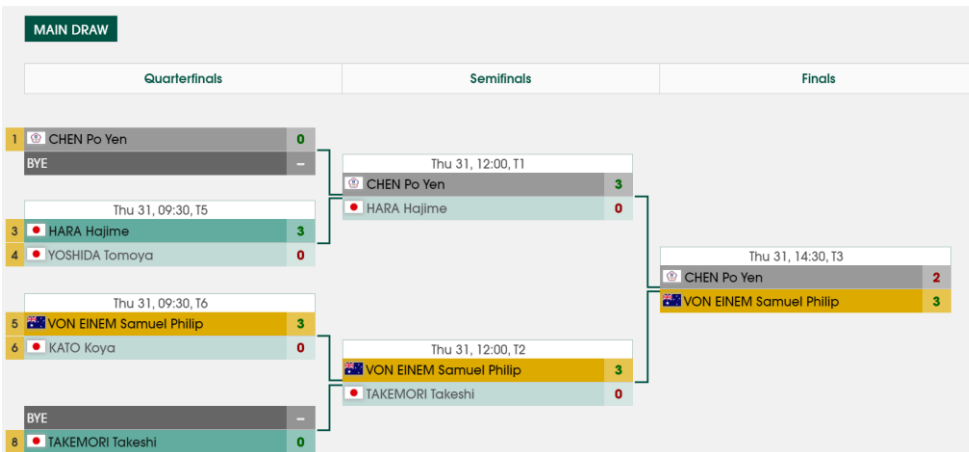 MAIN DRAW
Quarterfinals Semifinals Finals
1 CHEN Po Yen 0
BYE –
Thu 31, 09:30, T5
3 HARA Hajime 3
4 YOSHIDA Tomoya 0
Thu 31, 09:30, T6
5 VON EINEM Samuel Philip 3
6 KATO Koya 0
BYE –
8 TAKEMORI Takeshi 0
Thu 31, 12:00, T1
CHEN Po Yen 3
HARA Hajime 0
Thu 31, 12:00, T2
VON EINEM Samuel Philip 3
TAKEMORI Takeshi 0
Thu 31, 14:30, T3
CHEN Po Yen 2
VON EINEM Samuel Philip 3